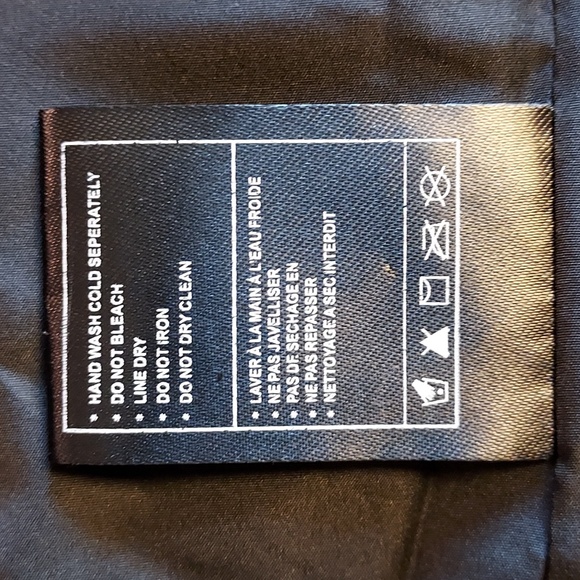 • HAND WASH COLD SEPERATELY
• DO NOT BLEACH
• LINE DRY
• DO NOT IRON
• DO NOT DRY CLEAN
• LAVER À LA MAIN À L'EAU FROIDE
• NE PAS JAVELLISER
• PAS DE SECHAGE EN
• NE PAS REPASSER
• NETTOYAGE A SEC INTERDIT